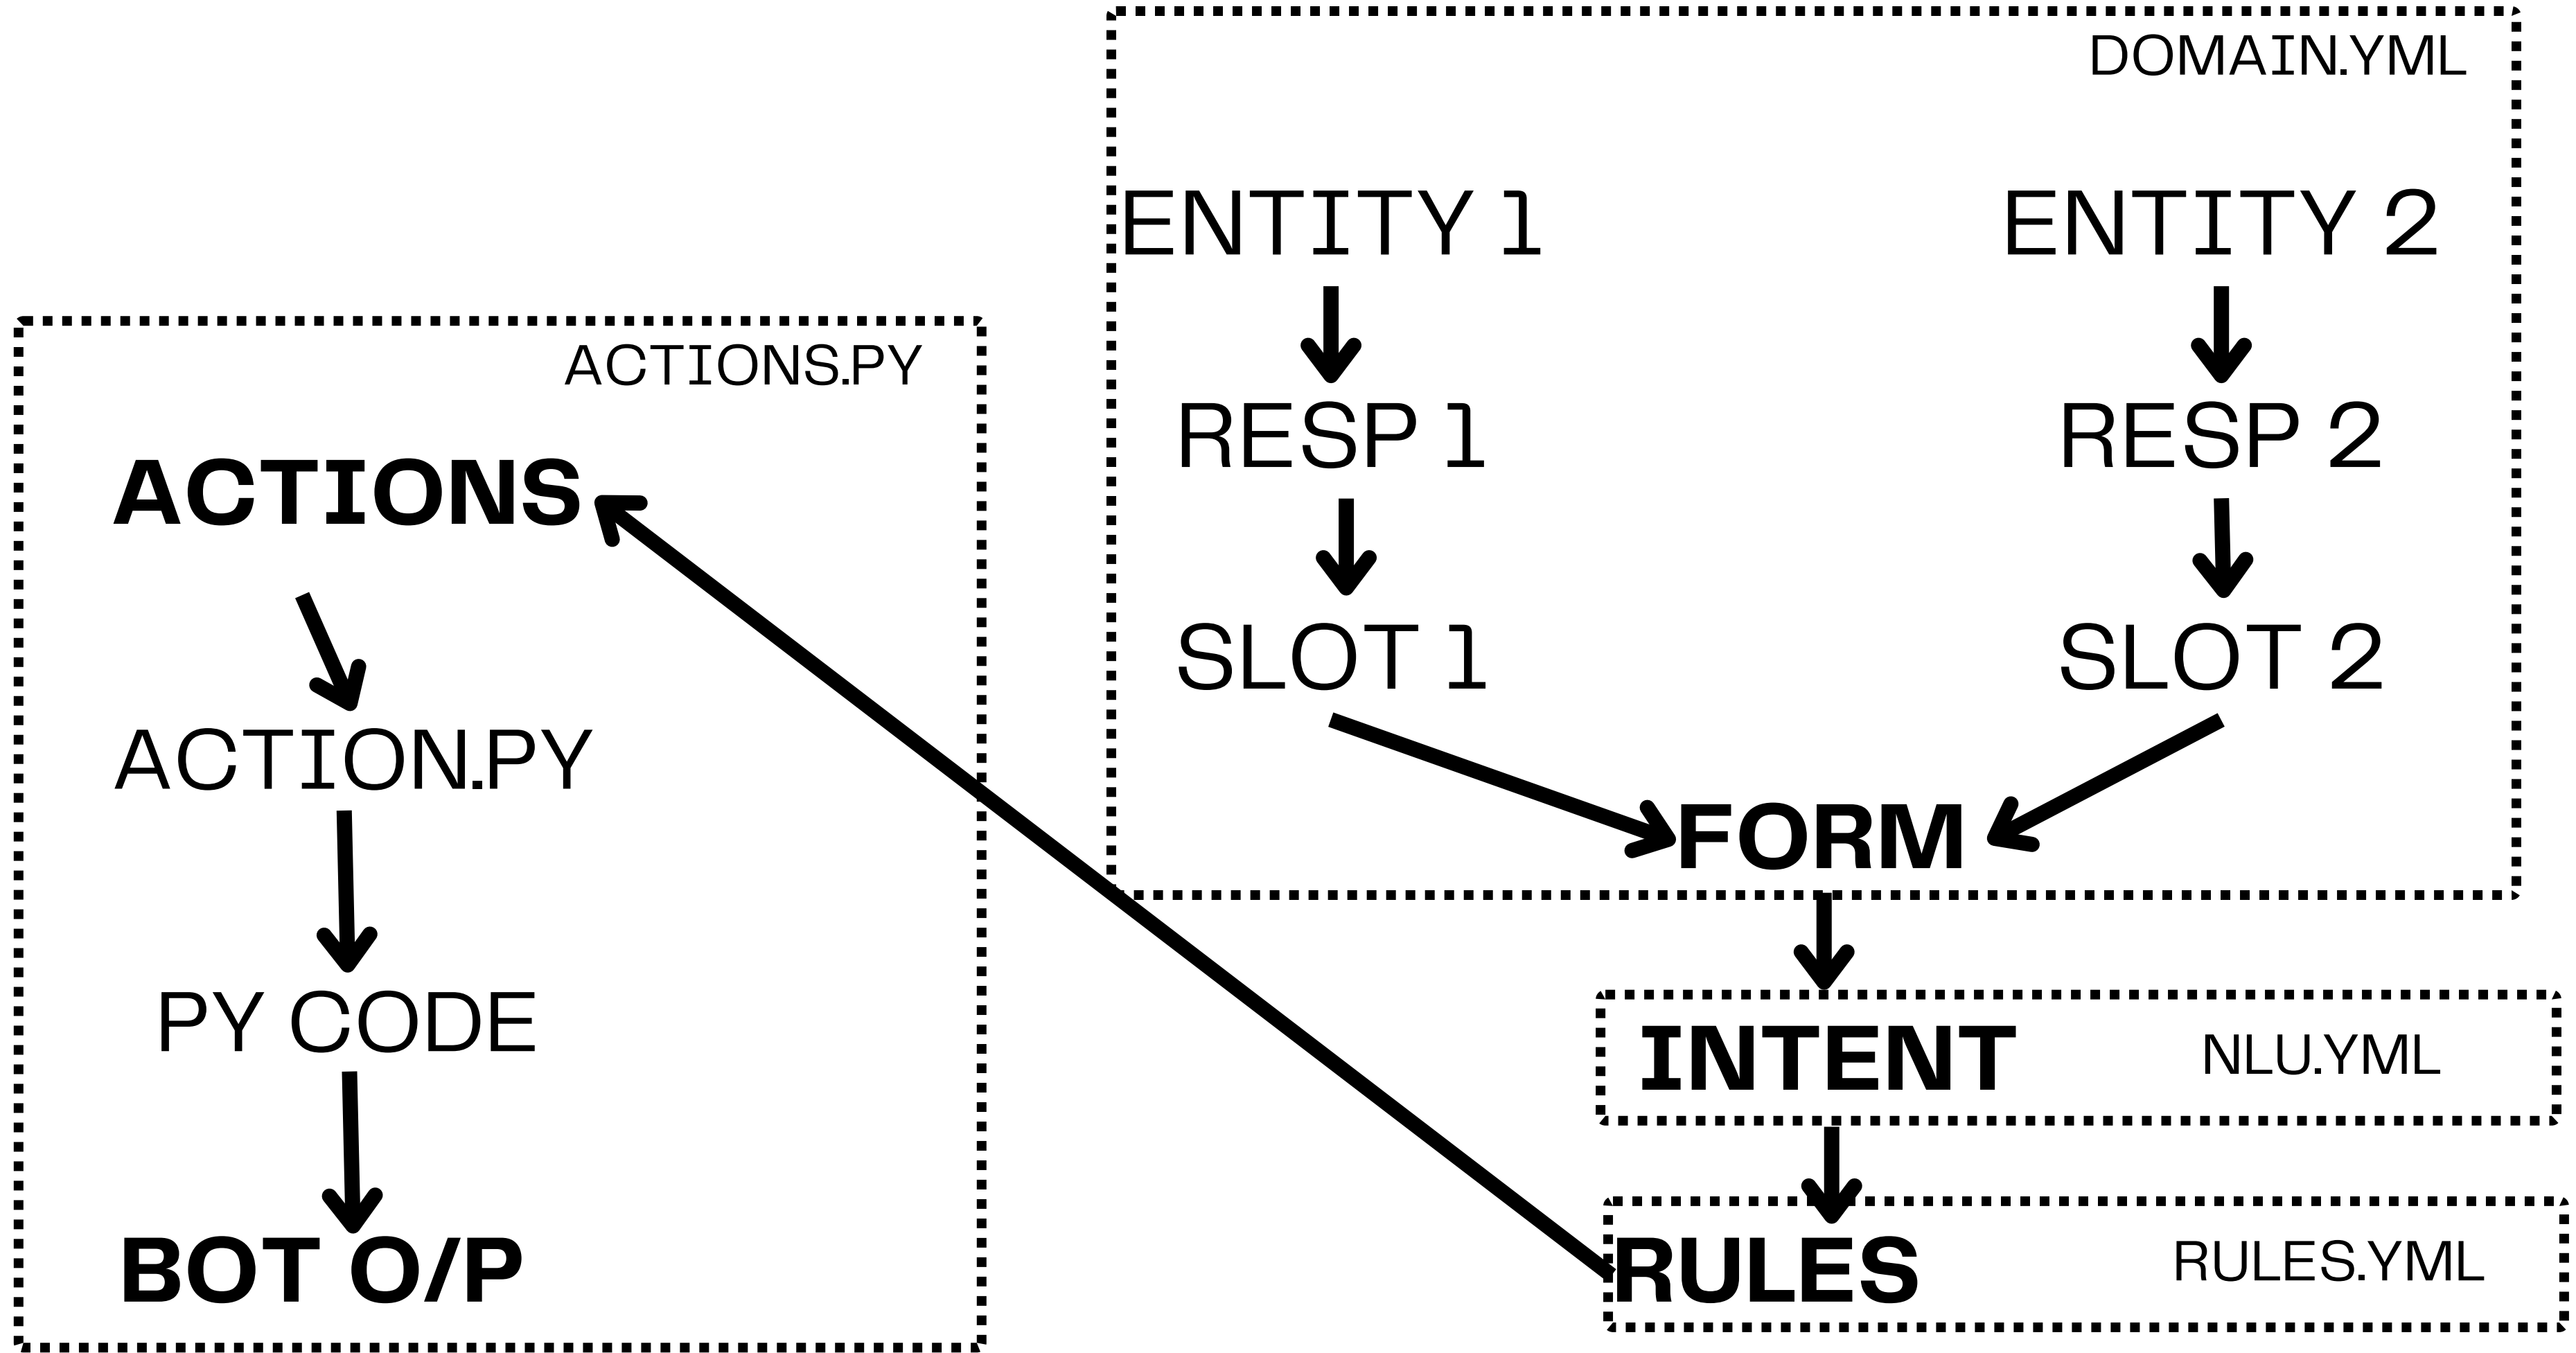 DOMAIN.YML
ENTITY 1
ENTITY 2
RESP 1
RESP 2
SLOT 1
SLOT 2
FORM
INTENT
NLU.YML
RULES
RULES.YML
ACTIONS.PY
ACTIONS
ACTION.PY
PY CODE
BOT O/P